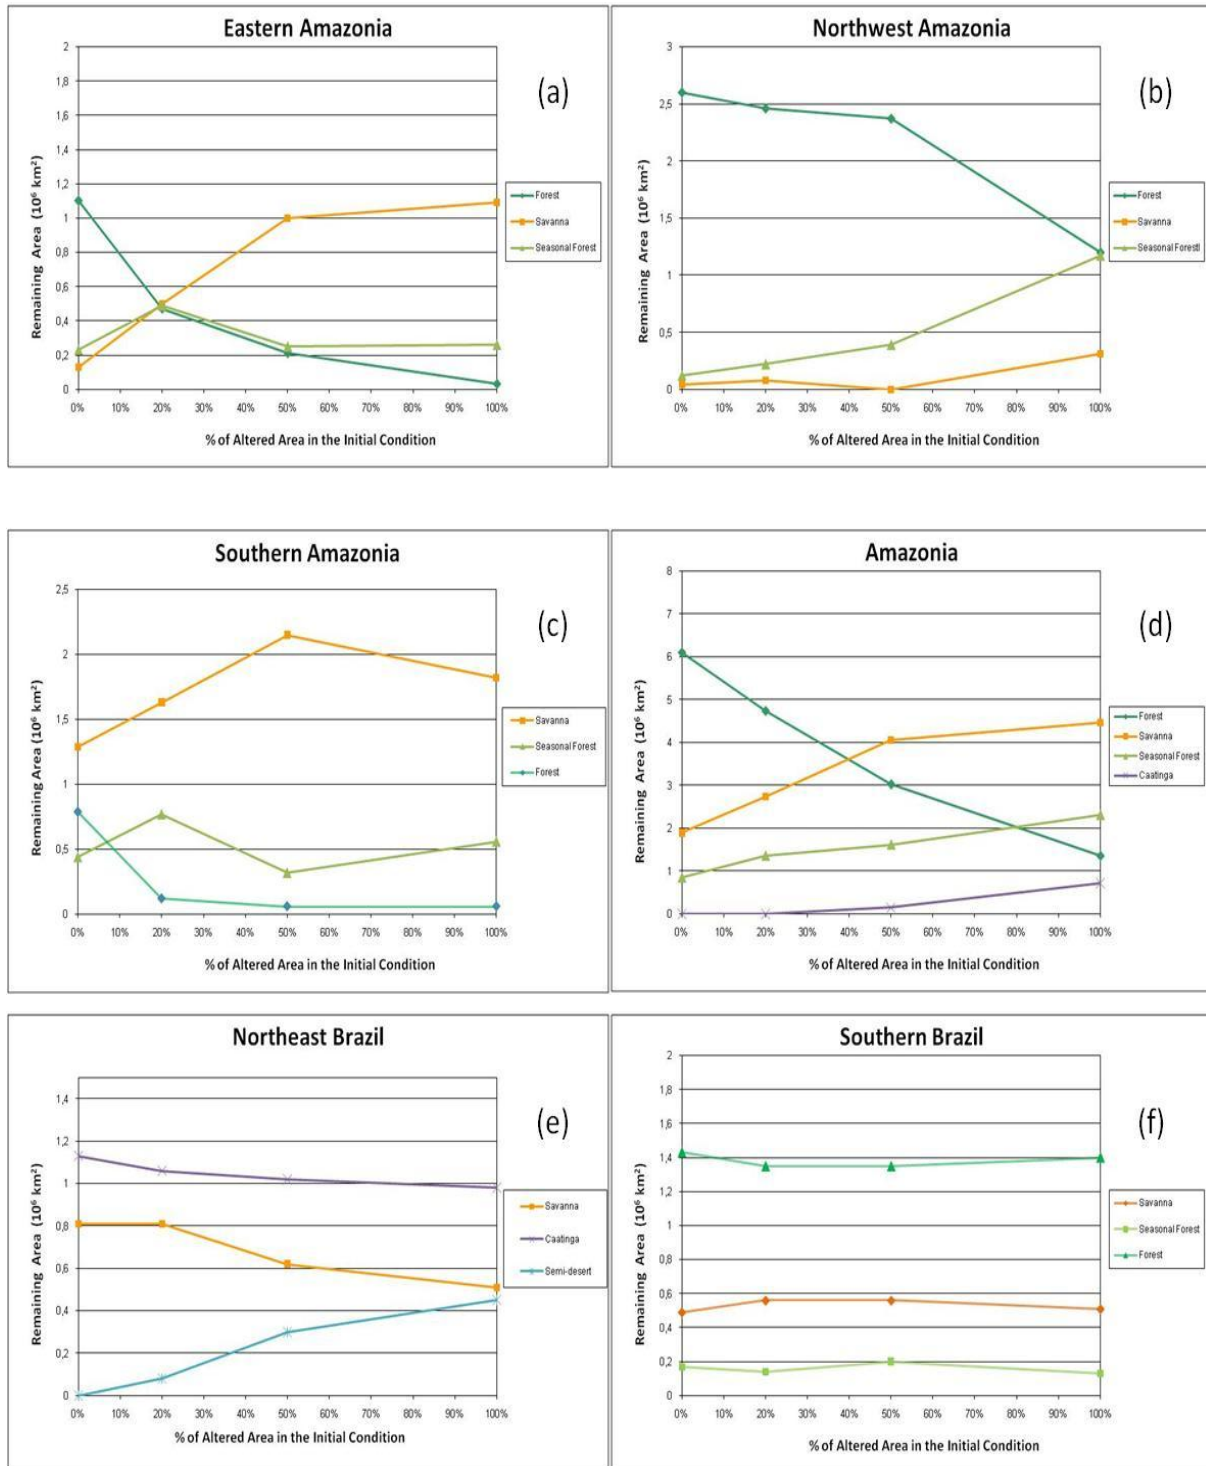 Eastern Amazonia
(a)
Remaining Area (10⁶ km²)
2
1,8
1,6
1,4
1,2
1
0,8
0,6
0,4
0,2
0
0% 10% 20% 30% 40% 50% 60% 70% 80% 90% 100%
% of Altered Area in the Initial Condition
Forest
Savanna
Seasonal Forest
Northwest Amazonia
(b)
Remaining Area (10⁶ km²)
3
2,5
2
1,5
1
0,5
0
0% 10% 20% 30% 40% 50% 60% 70% 80% 90% 100%
% of Altered Area in the Initial Condition
Forest
Savanna
Seasonal Forestl
Southern Amazonia
(c)
Remaining Area (10⁶ km²)
2,5
2
1,5
1
0,5
0
0% 10% 20% 30% 40% 50% 60% 70% 80% 90% 100%
% of Altered Area in the Initial Condition
Savanna
Seasonal Forest
Forest
Amazonia
(d)
Remaining Area (10⁶ km²)
8
7
6
5
4
3
2
1
0
0% 10% 20% 30% 40% 50% 60% 70% 80% 90% 100%
% of Altered Area in the Initial Condition
Forest
Savanna
Seasonal Forest
Caatinga
Northeast Brazil
(e)
Remaining Area (10⁶ km²)
1,4
1,2
1
0,8
0,6
0,4
0,2
0
0% 10% 20% 30% 40% 50% 60% 70% 80% 90% 100%
% of Altered Area in the Initial Condition
Savanna
Caatinga
Semi-desert
Southern Brazil
(f)
Remaining Area (10⁶ km²)
2
1,8
1,6
1,4
1,2
1
0,8
0,6
0,4
0,2
0
0% 10% 20% 30% 40% 50% 60% 70% 80% 90% 100%
% of Altered Area in the Initial Condition
Savanna
Seasonal Forest
Forest